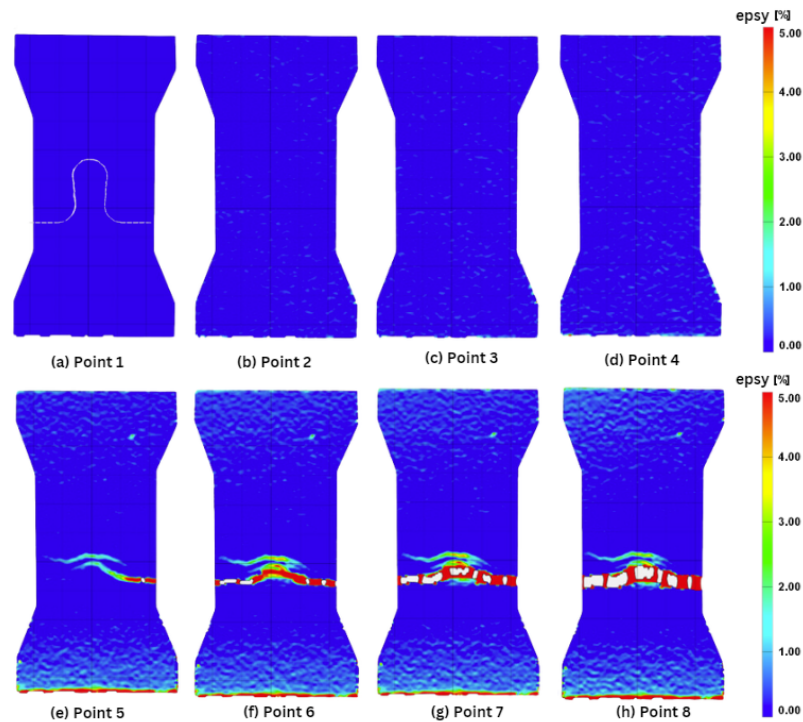 epsy [%]
5.00
4.00
3.00
2.00
1.00
0.00
(a) Point 1
(b) Point 2
(c) Point 3
(d) Point 4
epsy [%]
5.00
4.00
3.00
2.00
1.00
0.00
(e) Point 5
(f) Point 6
(g) Point 7
(h) Point 8